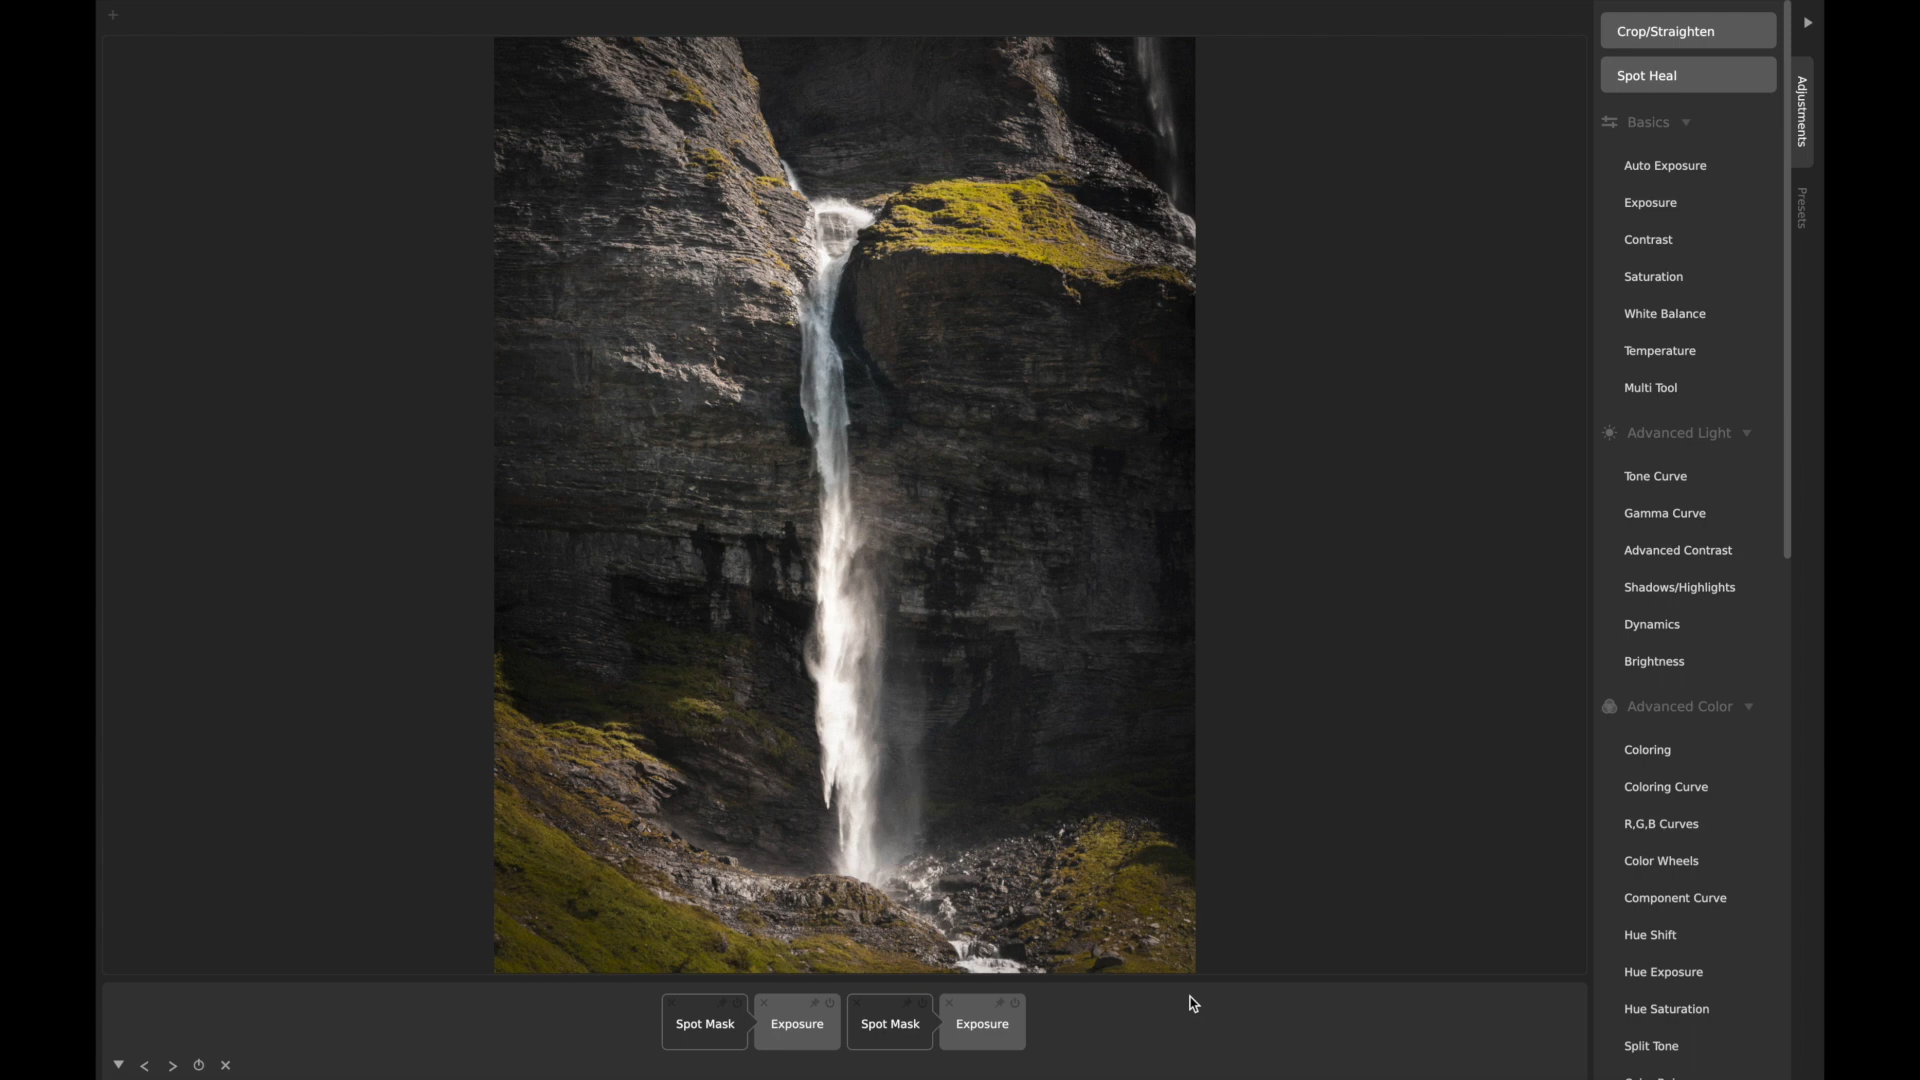 Crop/Straighten
Spot Heal
Basics
Auto Exposure
Exposure
Contrast
Saturation
White Balance
Temperature
Multi Tool
Advanced Light
Tone Curve
Gamma Curve
Advanced Contrast
Shadows/Highlights
Dynamics
Brightness
Advanced Color
Coloring
Coloring Curve
R,G,B Curves
Color Wheels
Component Curve
Hue Shift
Hue Exposure
Hue Saturation
Split Tone
Adjustments
Presets
Spot Mask
Exposure
Spot Mask
Exposure